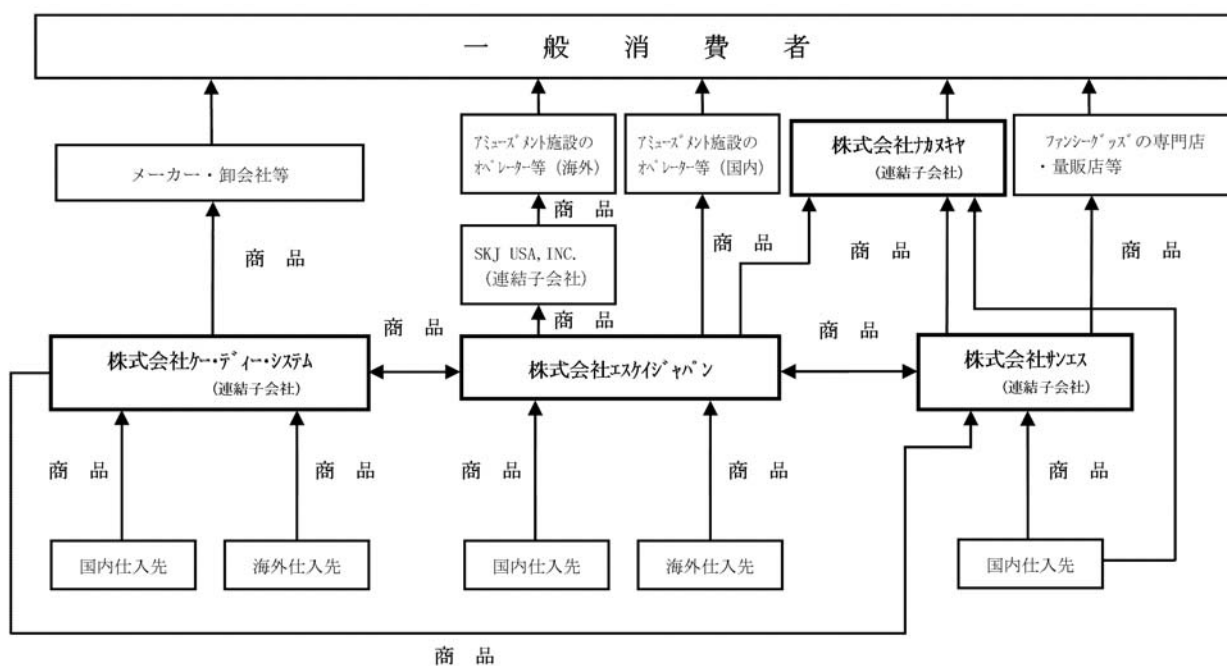 一般消費者
アミューズメント施設の
オペレーター等（海外）
アミューズメント施設の
オペレーター等（国内）
株式会社ナカヌキヤ
（連結子会社）
ファンシーグッズの専門店
・量販店等
メーカー・卸会社等
商品
商品
商品
商品
商品
SKJ USA,INC.
（連結子会社）
商品
商品
商品
株式会社ケー・ディー・システム
（連結子会社）
株式会社エスケイジャパン
株式会社サンエス
（連結子会社）
商品
商品
商品
商品
商品
国内仕入先
海外仕入先
国内仕入先
海外仕入先
国内仕入先
商品